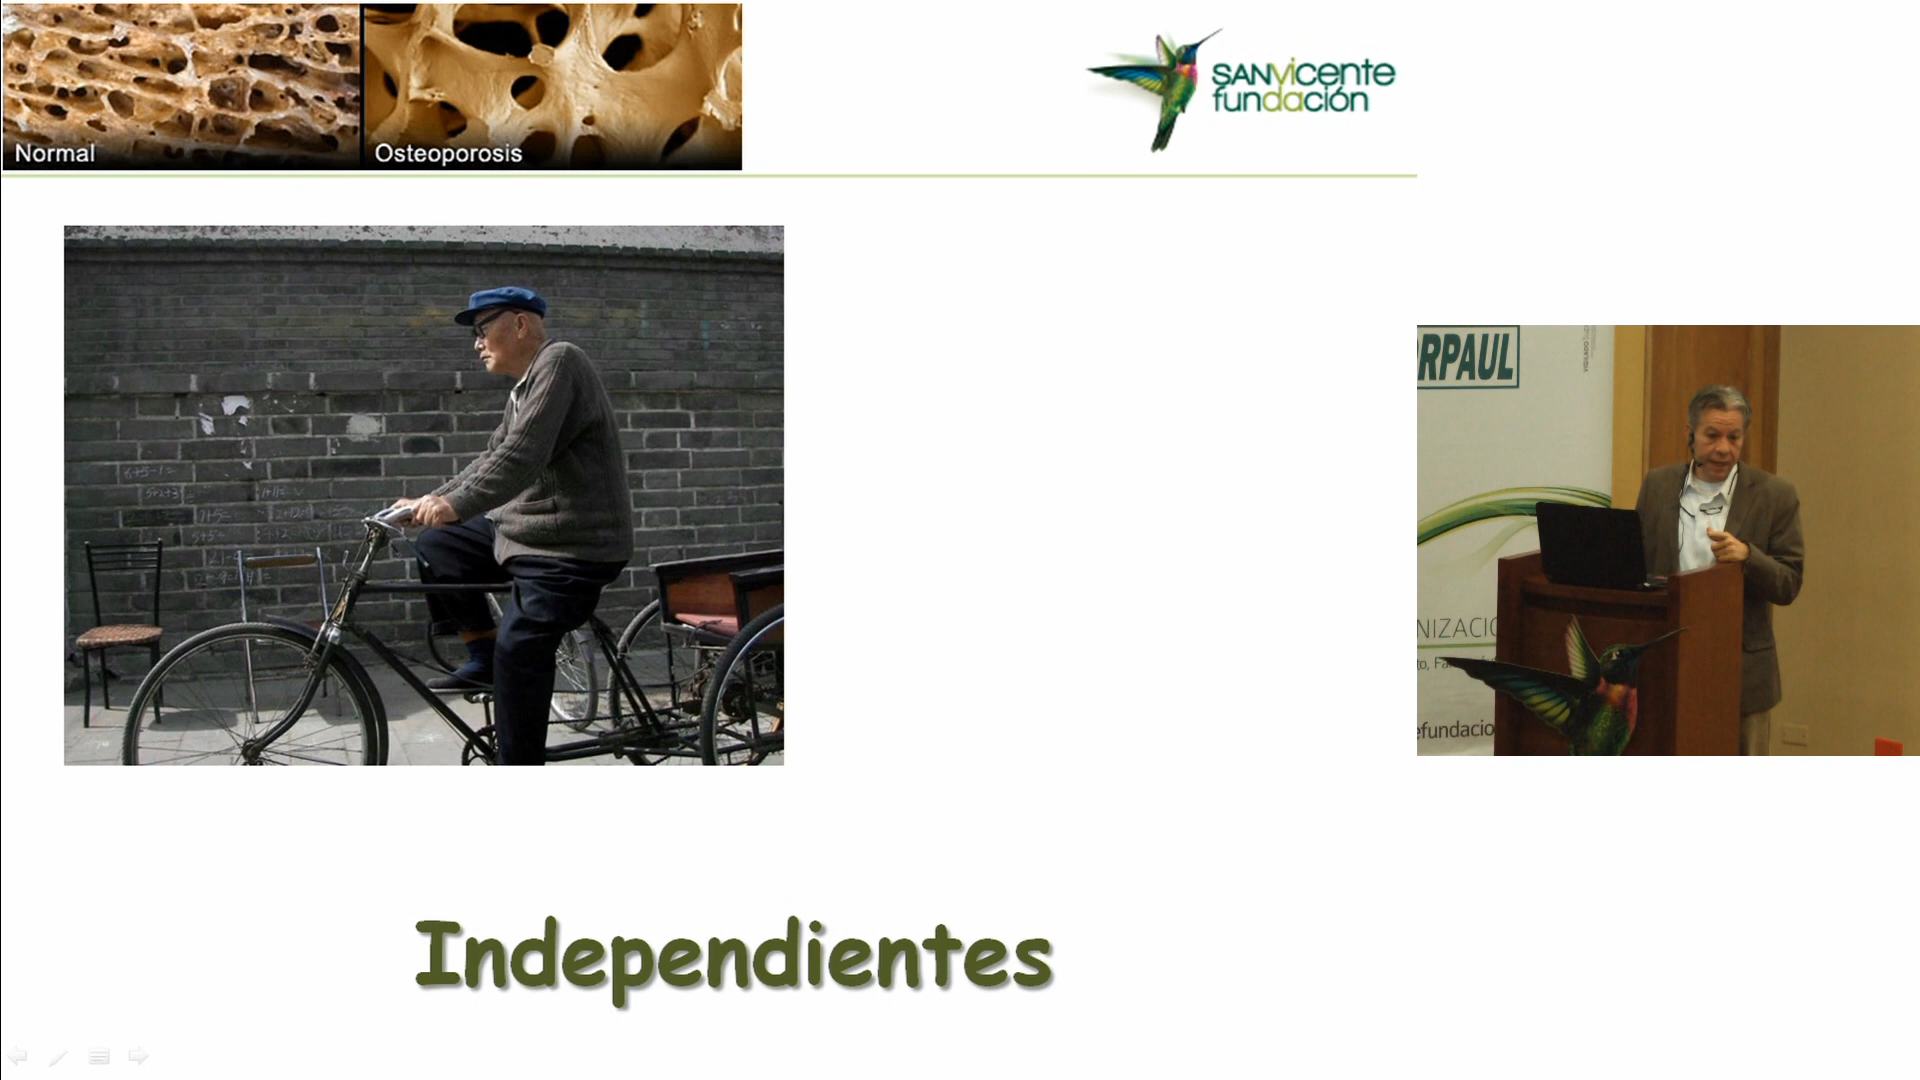 Normal
Osteoporosis
SANvicente
fundación
RPAUL
NIZACIO
efundacio
Independientes